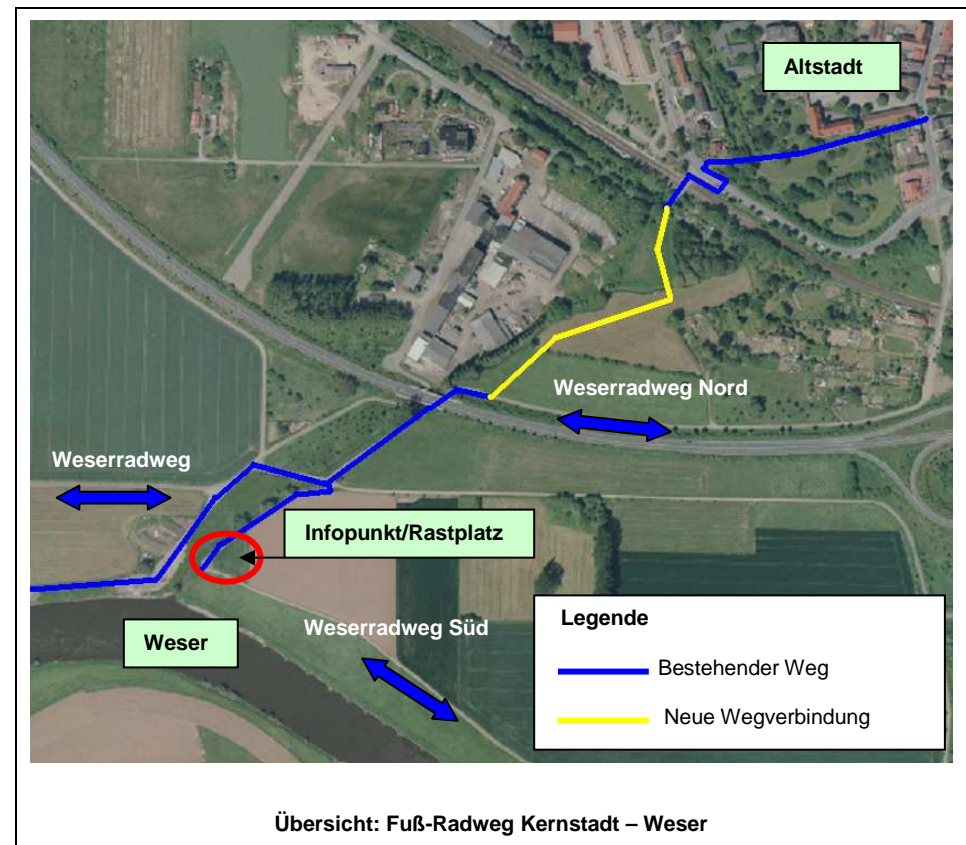 Altstadt
Weserradweg Nord
Weserradweg
Infopunkt/Rastplatz
Weserradweg Süd
Weser
Legende
Bestehender Weg
Neue Wegverbindung
Übersicht: Fuß-Radweg Kernstadt – Weser